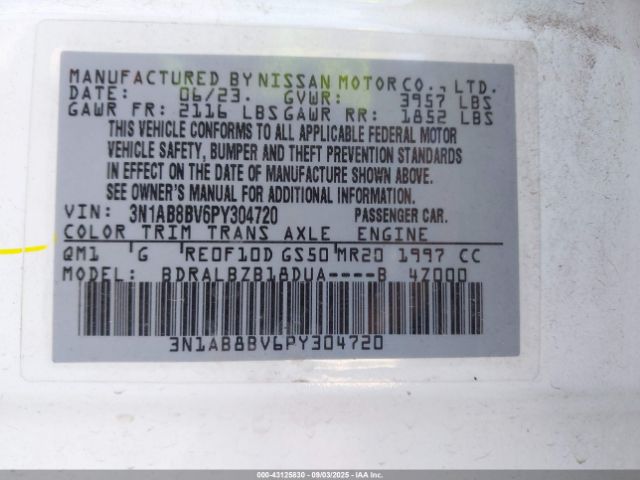 MANUFACTURED BY NISSAN MOTOR CO., LTD.
DATE: 06/23. GVWR: 3957 LBS
GAWR FR: 2116 LBS GAWR RR: 1852 LBS
THIS VEHICLE CONFORMS TO ALL APPLICABLE FEDERAL MOTOR
VEHICLE SAFETY, BUMPER AND THEFT PREVENTION STANDARDS
IN EFFECT ON THE DATE OF MANUFACTURE SHOWN ABOVE.
SEE OWNER'S MANUAL FOR ADDITIONAL INFORMATION.
VIN: 3N1AB8BV6PY304720 PASSENGER CAR.
COLOR TRIM TRANS AXLE ENGINE
QM1 G RE0F10D GS50 MR20 1997 CC
MODEL: BDRALBZB18DUA----B 4Z000
3N1AB8BV6PY304720
000-43125830 - 09/03/2025 - IAA Inc.